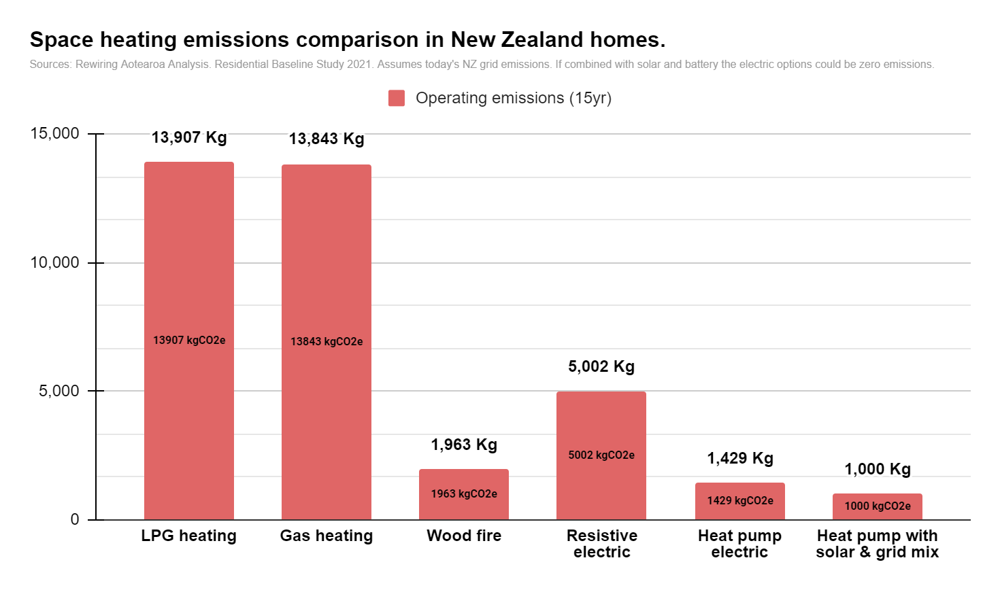 Space heating emissions comparison in New Zealand homes.
Sources: Rewiring Aotearoa Analysis. Residential Baseline Study 2021. Assumes today's NZ grid emissions. If combined with solar and battery the electric options could be zero emissions.
Operating emissions (15yr)
15,000
10,000
5,000
0
13,907 Kg
13,843 Kg
1,963 Kg
5,002 Kg
1,429 Kg
1,000 Kg
13907 kgCO2e
13843 kgCO2e
1963 kgCO2e
5002 kgCO2e
1429 kgCO2e
1000 kgCO2e
LPG heating
Gas heating
Wood fire
Resistive
electric
Heat pump
electric
Heat pump with
solar & grid mix